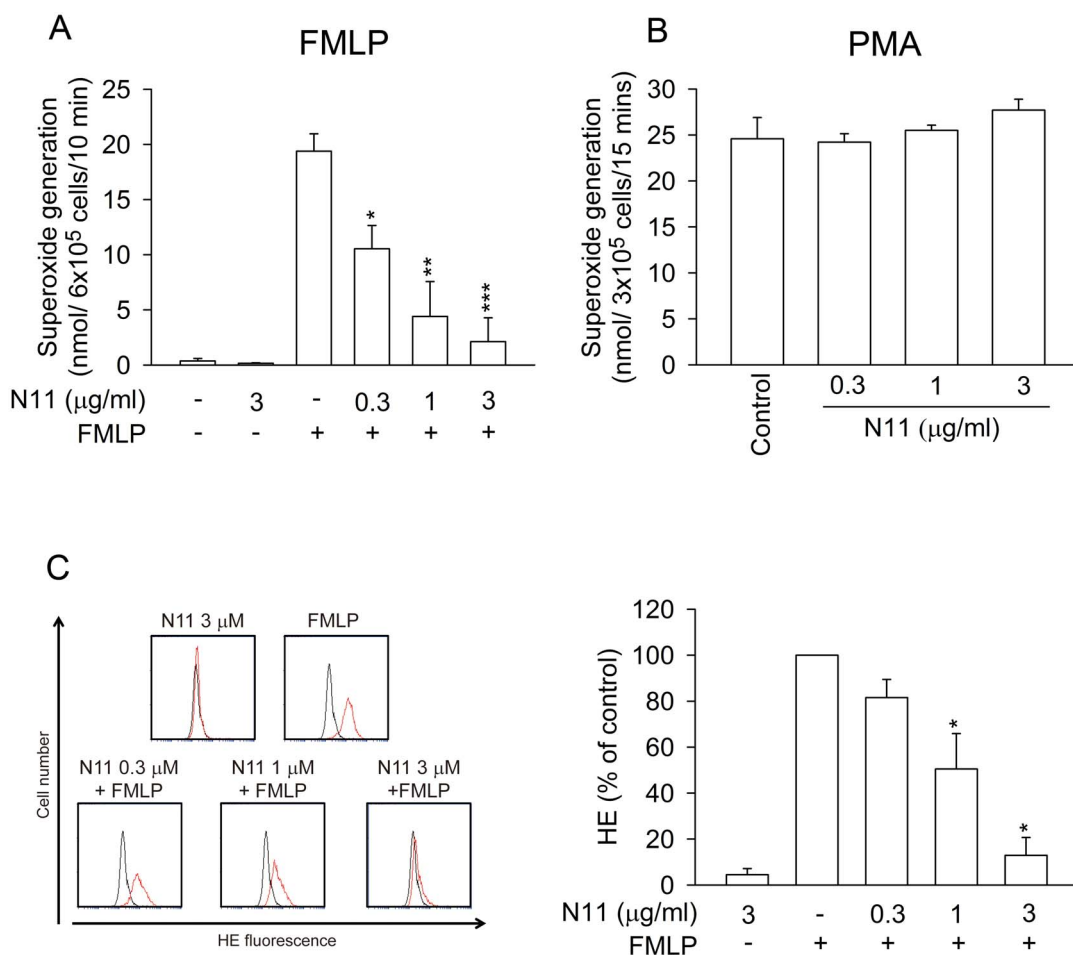 A
FMLP
Superoxide generation
(nmol/ 6x10⁵ cells/10 min)
25
20
15
10
5
0
*
**
***
N11 (μg/ml) - 3 - 0.3 1 3
FMLP - - + + + +
B
PMA
Superoxide generation
(nmol/ 3x10⁵ cells/15 mins)
30
25
20
15
10
5
0
Control
0.3 1 3
N11 (μg/ml)
C
Cell number
N11 3 μM
FMLP
N11 0.3 μM
+ FMLP
N11 1 μM
+ FMLP
N11 3 μM
+FMLP
HE fluorescence
HE (% of control)
120
100
80
60
40
20
0
*
*
N11 (μg/ml) 3 - 0.3 1 3
FMLP - + + + +